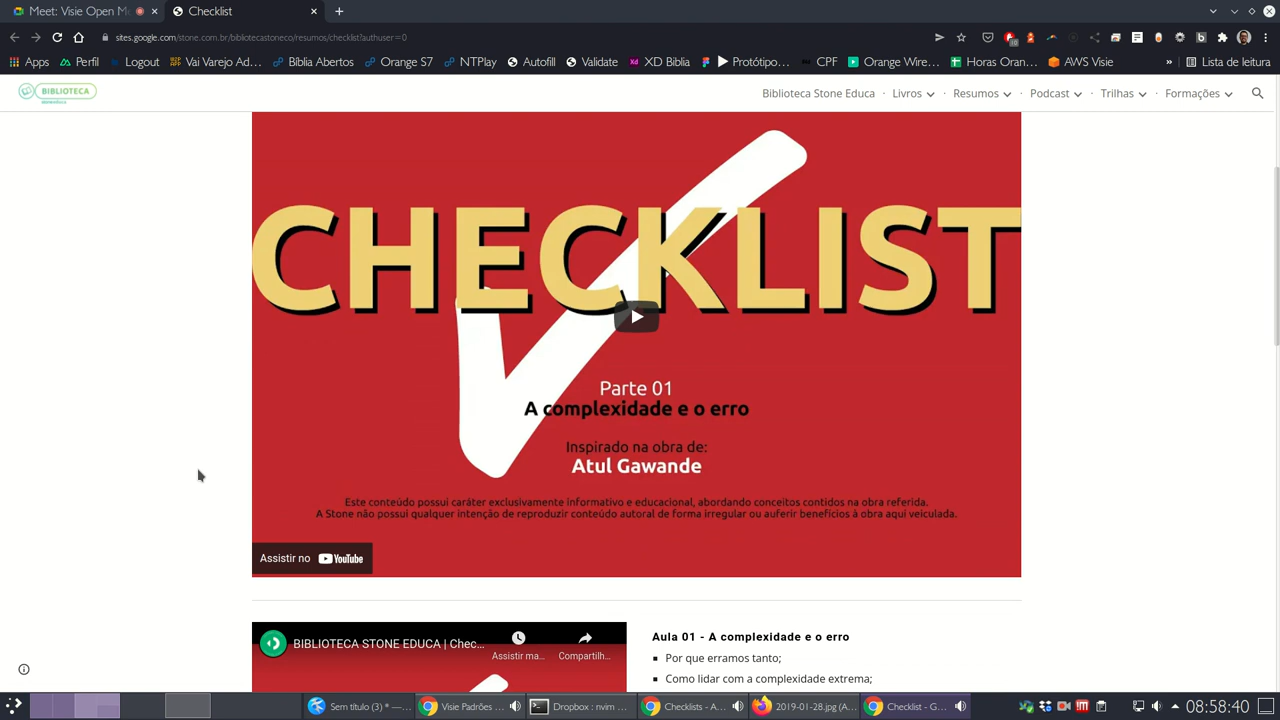 Meet: Un
Checklist
sites.google.com/stone.com.br/bibliotecastoneco/resumos/checklist?authuser=0
Apps Perfil Logout Vai Varejo Ad... Bíblia Abertos Orange S7 NTPlay Autodoo Validate XD Biblia Protótipo... CPF Orange Wire... Horas Oran... AWS Vise Lista de leitura
BIBLIOTECA
Biblioteca Stone Educa Livros Resumos Podcast Trilhas Formações
CHECKLIST
Parte 01
A complexidade e o erro
Inspirado na obra de:
Atul Gawande
Este conteúdo possui caráter exclusivamente informativo e educacional, abordando conceitos contidos na obra referida.
A Stone não possui qualquer intenção de reproduzir conteúdo autoral de forma irregular ou auferir benefícios à obra aqui veiculada.
Assistir no YouTube
BIBLIOTECA STONE EDUCA | Chec...
Assistir ma... Compartilh...
Aula 01 - A complexidade e o erro
Por que erramos tanto;
Como lidar com a complexidade extrema;
Sem título (3) * —... Visie Padrões ... Dropbox : nvim ... Checklists - A... 2019-01-28.jpg (A... Checklist - G... 08:58:40